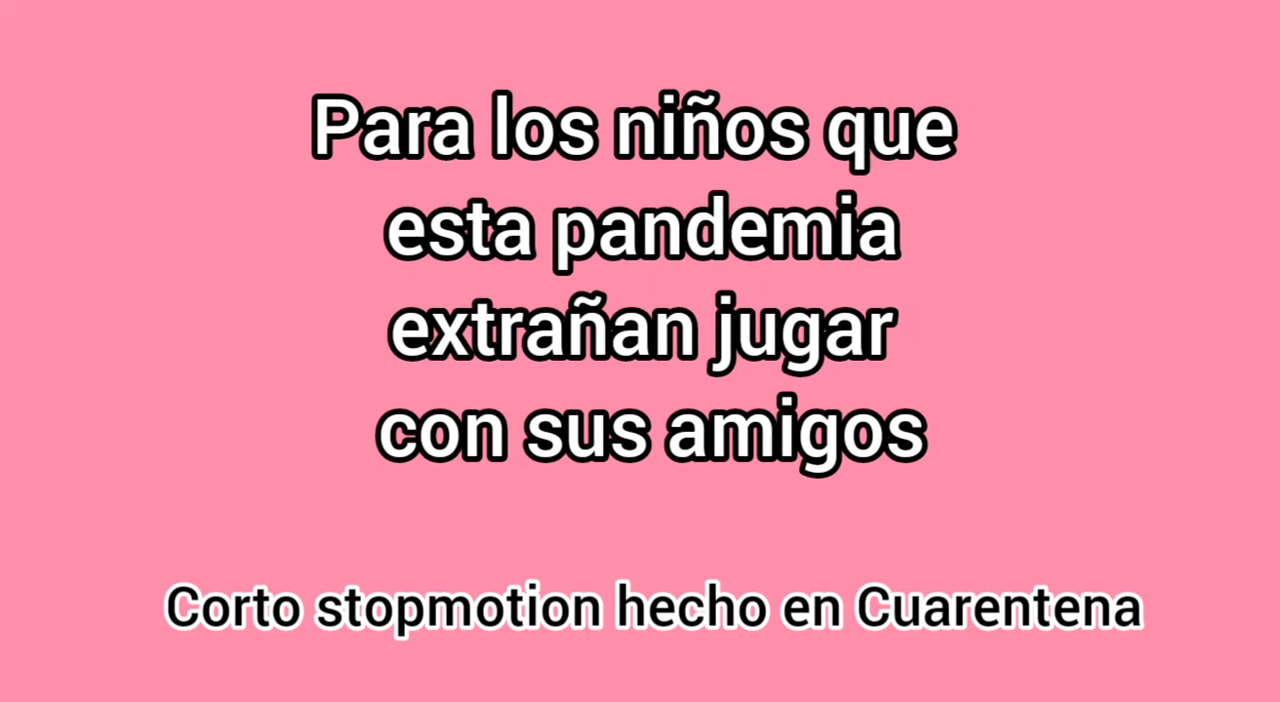 Para los niños que
esta pandemia
extrañan jugar
con sus amigos
Corto stopmotion hecho en Cuarentena